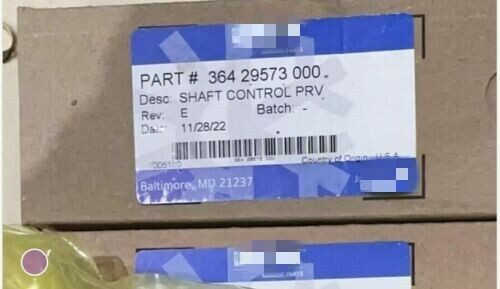 PART # 364 29573 000
Desc: SHAFT CONTROL PRV
Rev: E Batch: -
Date: 11/28/22
364 29573 000
Country of Origin - U.S.A
Baltimore, MD 21237